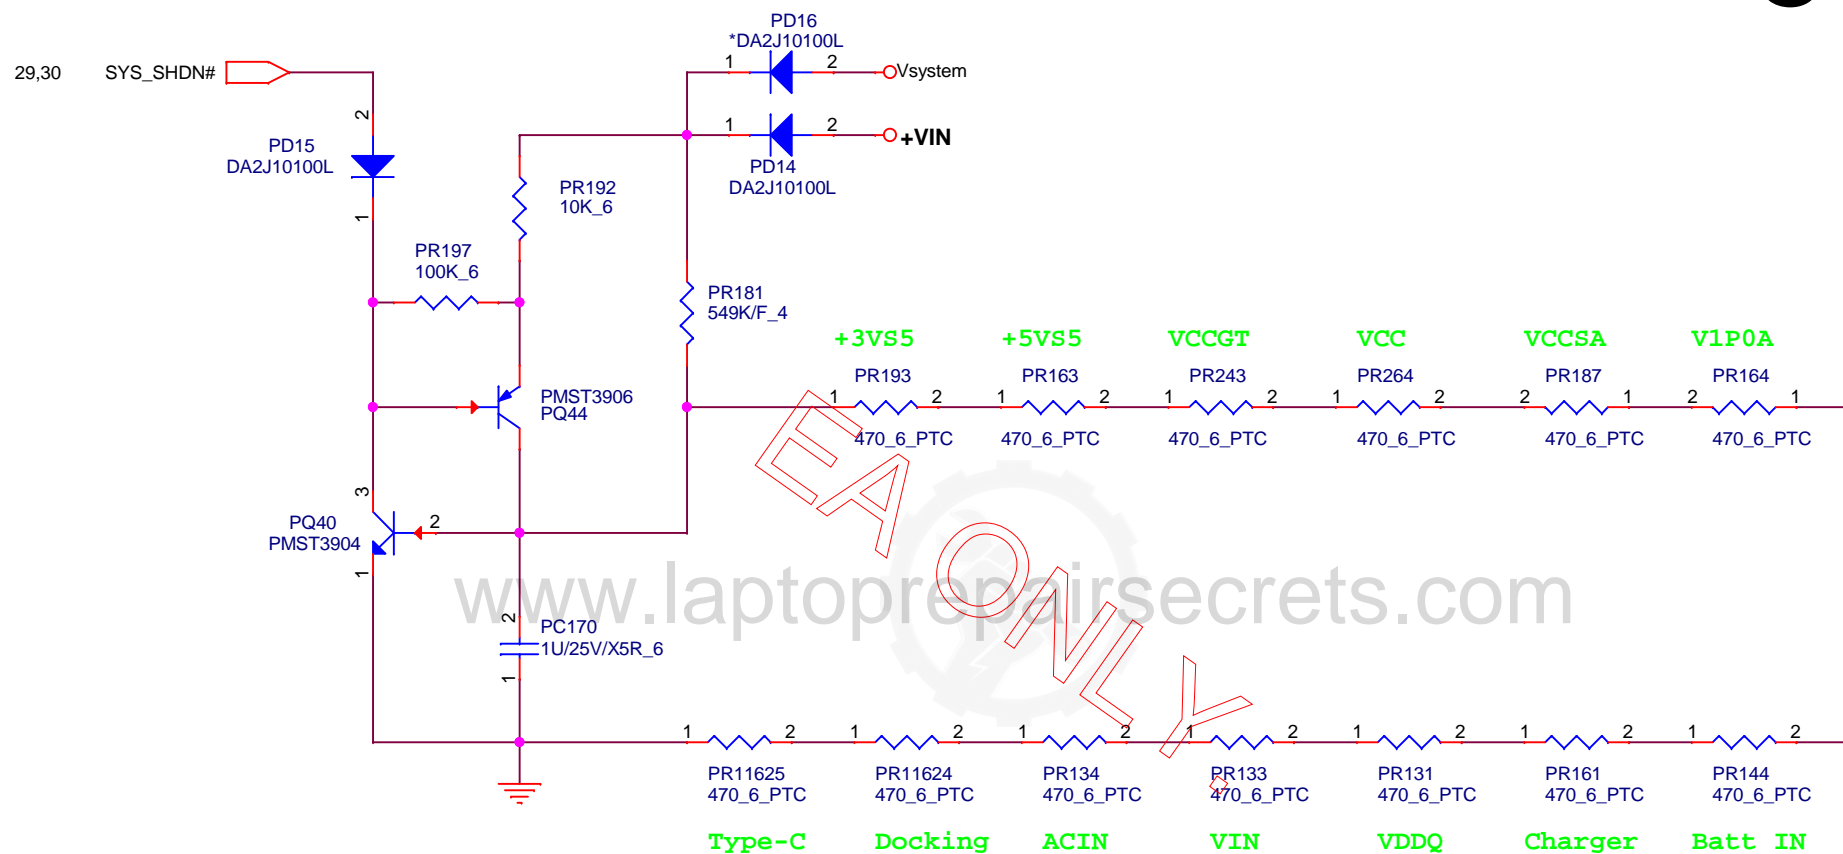 PD16
*DA2J10100L
1 2 Vsystem
29,30 SYS_SHDN#
1 2 +VIN
PD14
DA2J10100L
2
PD15
DA2J10100L
1
PR192
10K_6
PR197
100K_6
PR181
549K/F_4
+3VS5 +5VS5 VCCGT VCC VCCSA V1P0A
PR193 PR163 PR243 PR264 PR187 PR164
1 2 1 2 1 2 1 2 2 1 2 1
470_6_PTC 470_6_PTC 470_6_PTC 470_6_PTC 470_6_PTC 470_6_PTC
PMST3906
PQ44
EA ONLY.
3
PQ40
PMST3904
2
1
www.laptoprepairsecrets.com
2
PC170
1U/25V/X5R_6
1
1 2 1 2 1 2 1 2 1 2 1 2 1 2
PR11625 PR11624 PR134 PR133 PR131 PR161 PR144
470_6_PTC 470_6_PTC 470_6_PTC 470_6_PTC 470_6_PTC 470_6_PTC 470_6_PTC
Type-C Docking ACIN VIN VDDQ Charger Batt IN